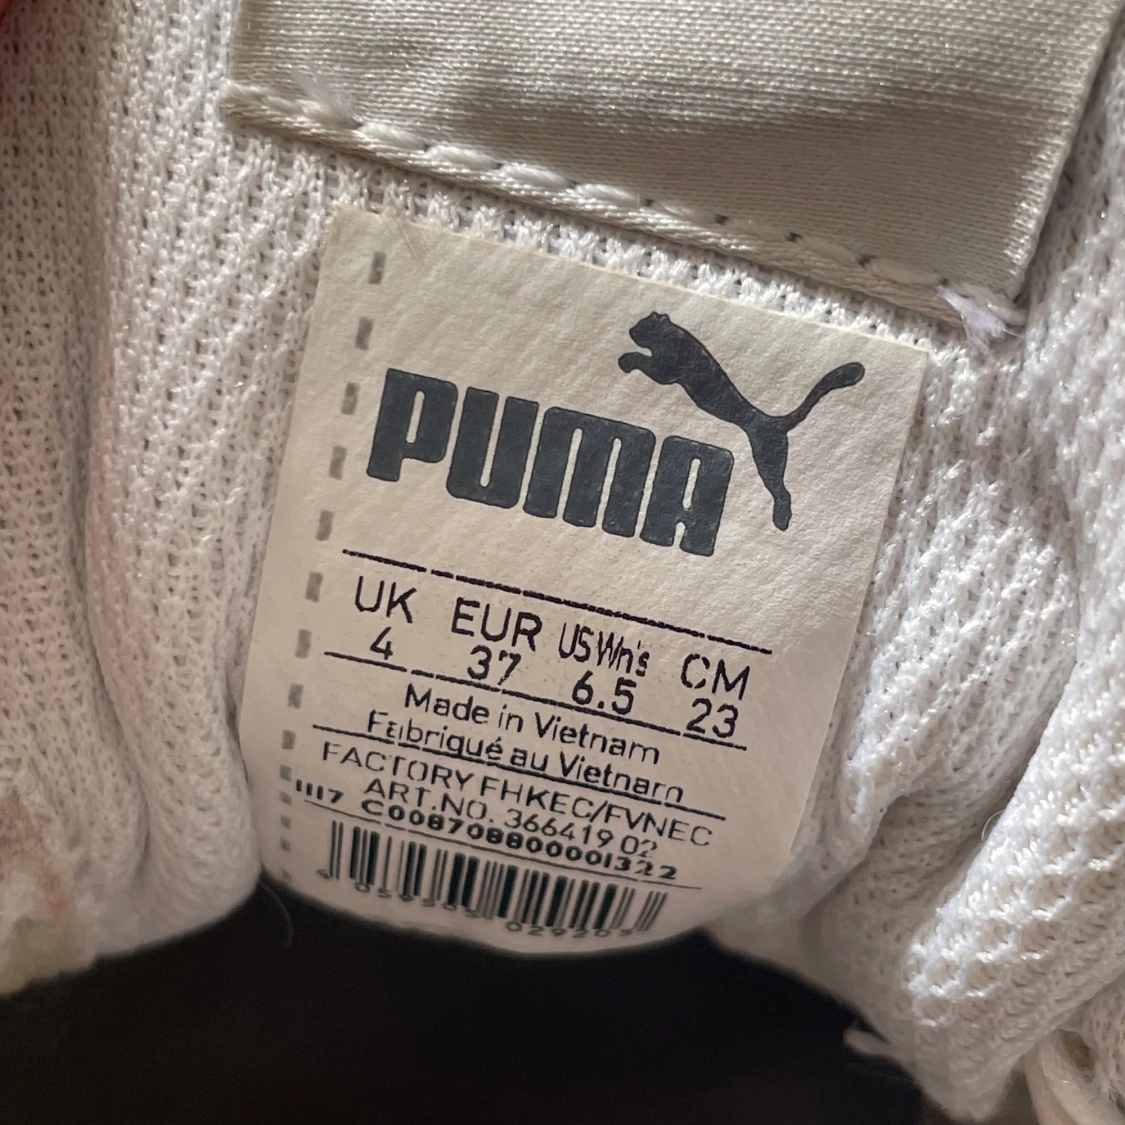 PUMA
UK EUR US Wn's CM
4 37 6.5 23
Made in Vietnam
Fabriqué au Vietnam
FACTORY FHKEC/FVNEC
ART.NO. 366419 02
1117 C008708800001322